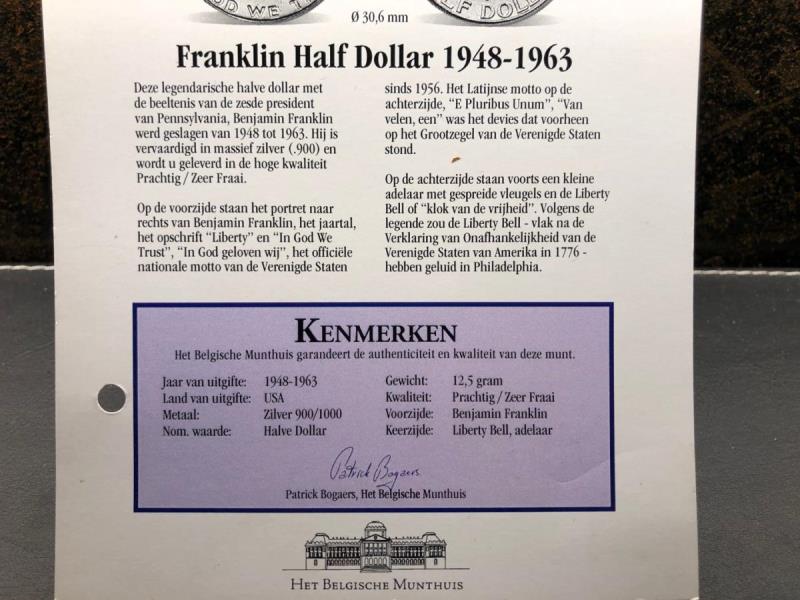 OD WE T
LF DOL
Ø 30,6 mm
Franklin Half Dollar 1948-1963
Deze legendarische halve dollar met
de beeltenis van de zesde president
van Pennsylvania, Benjamin Franklin
werd geslagen van 1948 tot 1963. Hij is
vervaardigd in massief zilver (.900) en
wordt u geleverd in de hoge kwaliteit
Prachtig / Zeer Fraai.
Op de voorzijde staan het portret naar
rechts van Benjamin Franklin, het jaartal,
het opschrift “Liberty” en “In God We
Trust”, “In God geloven wij”, het officiële
nationale motto van de Verenigde Staten
sinds 1956. Het Latijnse motto op de
achterzijde, “E Pluribus Unum”, “Van
velen, een” was het devies dat voorheen
op het Grootzegel van de Verenigde Staten
stond.
Op de achterzijde staan voorts een kleine
adelaar met gespreide vleugels en de Liberty
Bell of “klok van de vrijheid”. Volgens de
legende zou de Liberty Bell - vlak na de
Verklaring van Onafhankelijkheid van de
Verenigde Staten van Amerika in 1776 -
hebben geluid in Philadelphia.
KENMERKEN
Het Belgische Munthuis garandeert de authenticiteit en kwaliteit van deze munt.
Jaar van uitgifte: 1948-1963
Land van uitgifte: USA
Metaal: Zilver 900/1000
Nom. waarde: Halve Dollar
Gewicht: 12,5 gram
Kwaliteit: Prachtig / Zeer Fraai
Voorzijde: Benjamin Franklin
Keerzijde: Liberty Bell, adelaar
Patrick Bogaers
Patrick Bogaers, Het Belgische Munthuis
HET BELGISCHE MUNTHUIS